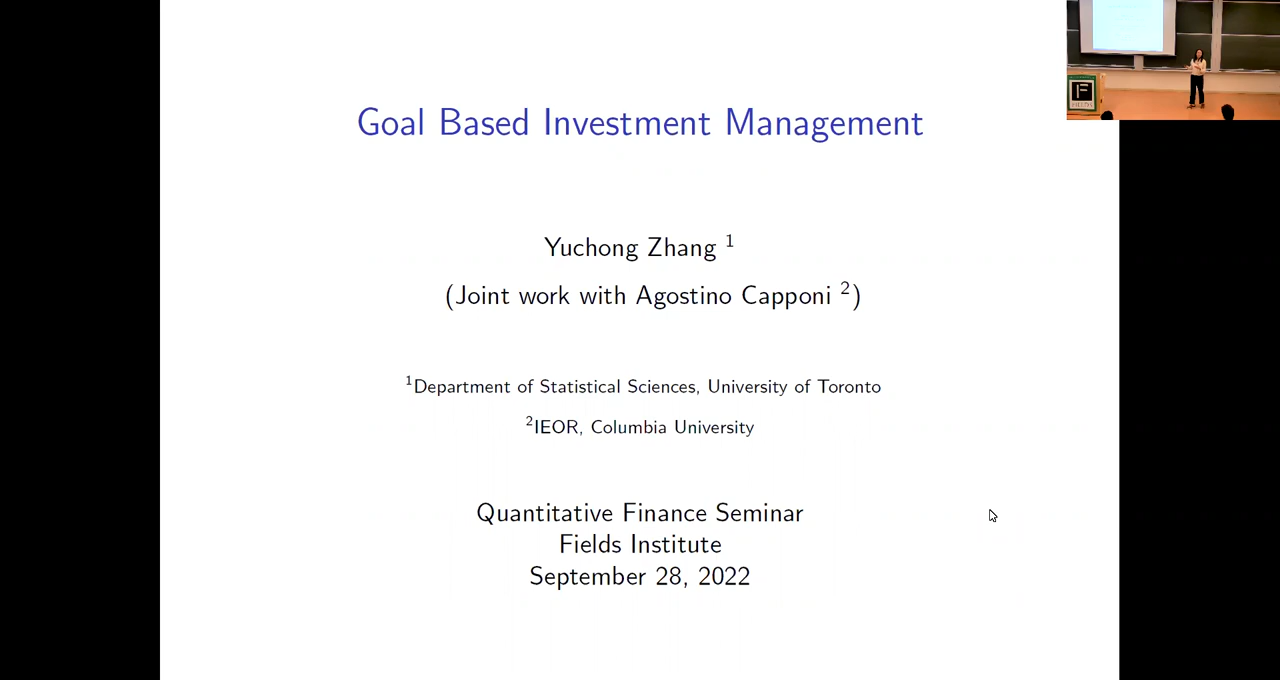 Goal Based Investment Management
Yuchong Zhang 1
(Joint work with Agostino Capponi 2)
1Department of Statistical Sciences, University of Toronto
2IEOR, Columbia University
Quantitative Finance Seminar
Fields Institute
September 28, 2022
F
FIELDS